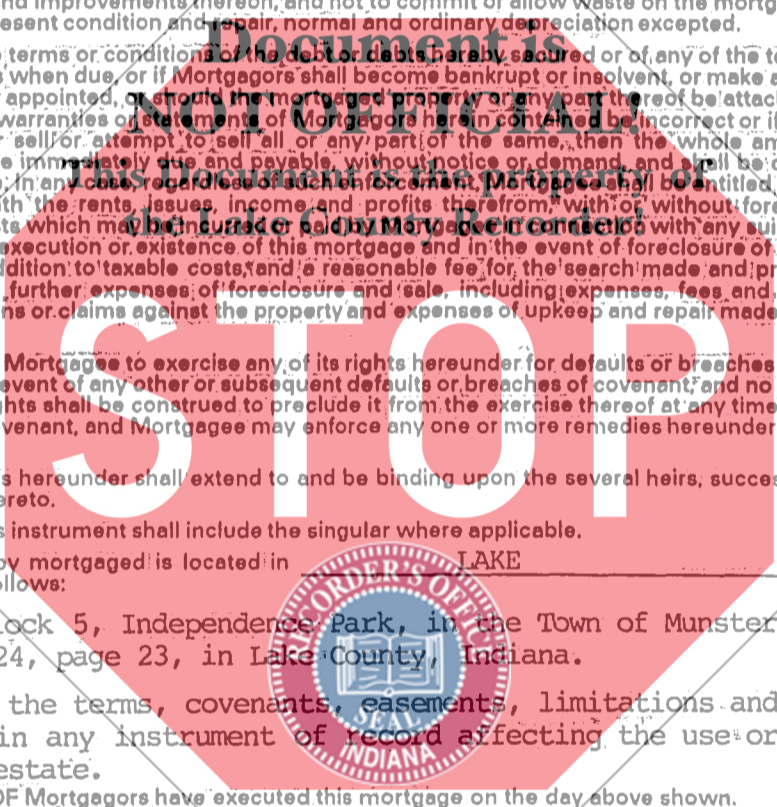 nd improvements thereon, and not to commit or allow waste on the mortg
esent condition and repair, normal and ordinary depreciation excepted.
Document is
terms or conditions of the debt or debts hereby secured or of any of the t
when due, or if Mortgagors shall become bankrupt or insolvent, or make
NOT OFFICIAL!
appointed, or should the mortgaged property or any part thereof be attac
warranties or statement of Mortgagors herein contained be incorrect or i
sell or attempt to sell all or any part of the same, then the whole am
This Document is the property of
e immediately due and payable, without notice or demand, and shall be
in any case, regardless of such enforcement, Mortgagee shall be entitled
ith the rents, issues, income and profits therefrom, with or without for
the Lake County Recorder!
te which may be incurred or paid by Mortgagee in connection with any su
xecution or existence of this mortgage and in the event of foreclosure or
ddition to taxable costs, and a reasonable fee for the search made and pr
further expenses of foreclosure and sale, including expenses, fees and
ns or claims against the property and expenses of upkeep and repair made
STOP
Mortgagee to exercise any of its rights hereunder for defaults or breaches
event of any other or subsequent defaults or breaches of covenant, and no
ghts shall be construed to preclude it from the exercise thereof at any time
venant, and Mortgagee may enforce any one or more remedies hereunder
s hereunder shall extend to and be binding upon the several heirs, succes
ereto.
s instrument shall include the singular where applicable.
by mortgaged is located in LAKE
ollows:
RECORDER'S OFFICE
SEAL
INDIANA
ock 5, Independence Park, in the Town of Munster
24, page 23, in Lake County, Indiana.
the terms, covenants, easements, limitations and
in any instrument of record affecting the use or
estate.
OF Mortgagors have executed this mortgage on the day above shown.